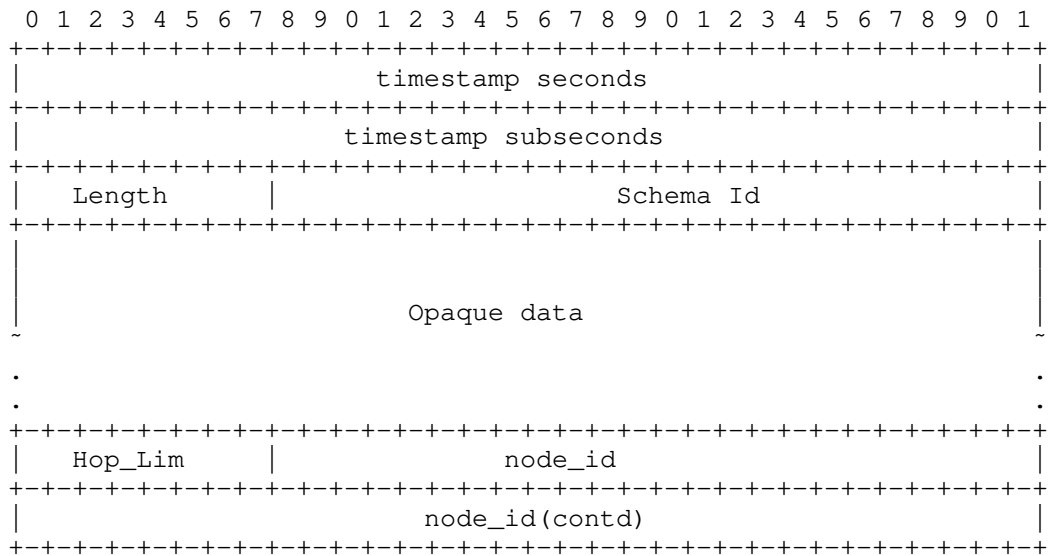 0 1 2 3 4 5 6 7 8 9 0 1 2 3 4 5 6 7 8 9 0 1 2 3 4 5 6 7 8 9 0 1
+-+-+-+-+-+-+-+-+-+-+-+-+-+-+-+-+-+-+-+-+-+-+-+-+-+-+-+-+-+-+-+-+
| timestamp seconds |
+-+-+-+-+-+-+-+-+-+-+-+-+-+-+-+-+-+-+-+-+-+-+-+-+-+-+-+-+-+-+-+-+
| timestamp subseconds |
+-+-+-+-+-+-+-+-+-+-+-+-+-+-+-+-+-+-+-+-+-+-+-+-+-+-+-+-+-+-+-+-+
| Length | Schema Id |
+-+-+-+-+-+-+-+-+-+-+-+-+-+-+-+-+-+-+-+-+-+-+-+-+-+-+-+-+-+-+-+-+
| |
| |
| Opaque data |
~ ~
. .
. .
+-+-+-+-+-+-+-+-+-+-+-+-+-+-+-+-+-+-+-+-+-+-+-+-+-+-+-+-+-+-+-+-+
| Hop_Lim | node_id |
+-+-+-+-+-+-+-+-+-+-+-+-+-+-+-+-+-+-+-+-+-+-+-+-+-+-+-+-+-+-+-+-+
| node_id(contd) |
+-+-+-+-+-+-+-+-+-+-+-+-+-+-+-+-+-+-+-+-+-+-+-+-+-+-+-+-+-+-+-+-+